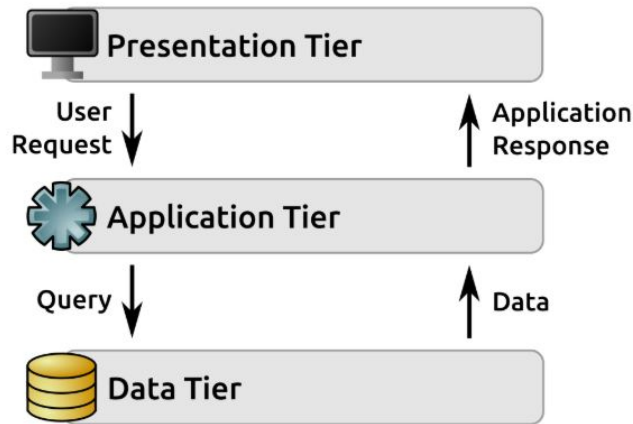 Presentation Tier
User
Request
Application
Response
Application Tier
Query
Data
Data Tier